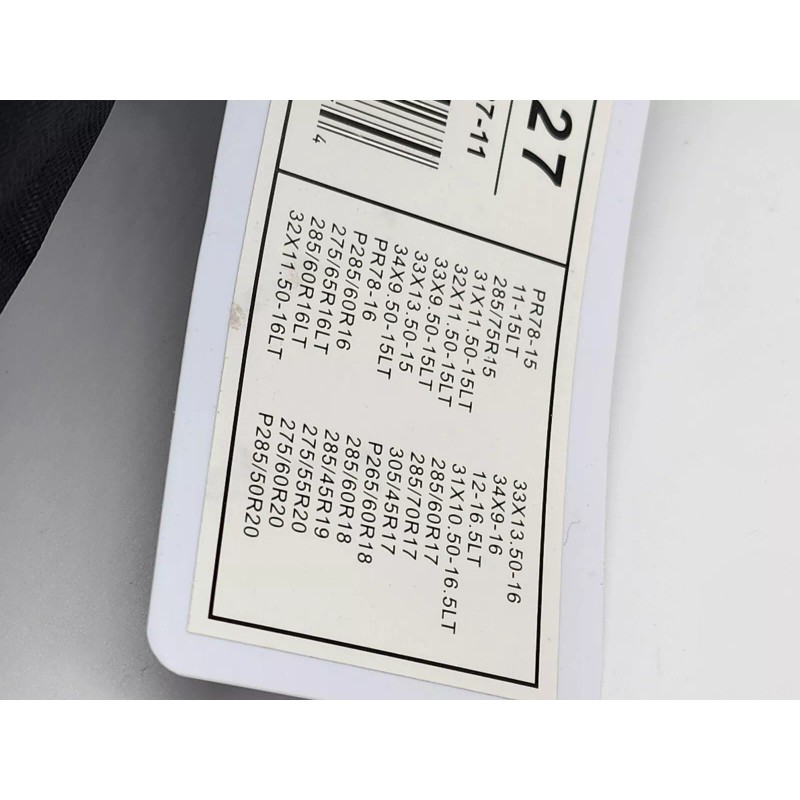 27
7-11
4
PR78-15
11-15LT
285/75R15
31X11.50-15LT
32X11.50-15LT
33X9.50-15LT
33X13.50-15
34X9.50-15LT
PR78-16
P285/60R16
275/65R16LT
285/60R16LT
32X11.50-16LT
33X13.50-16
34X9-16
12-16.5LT
31X10.50-16.5LT
285/60R17
285/70R17
305/45R17
P265/60R18
285/60R18
285/45R19
275/55R20
275/60R20
P285/50R20